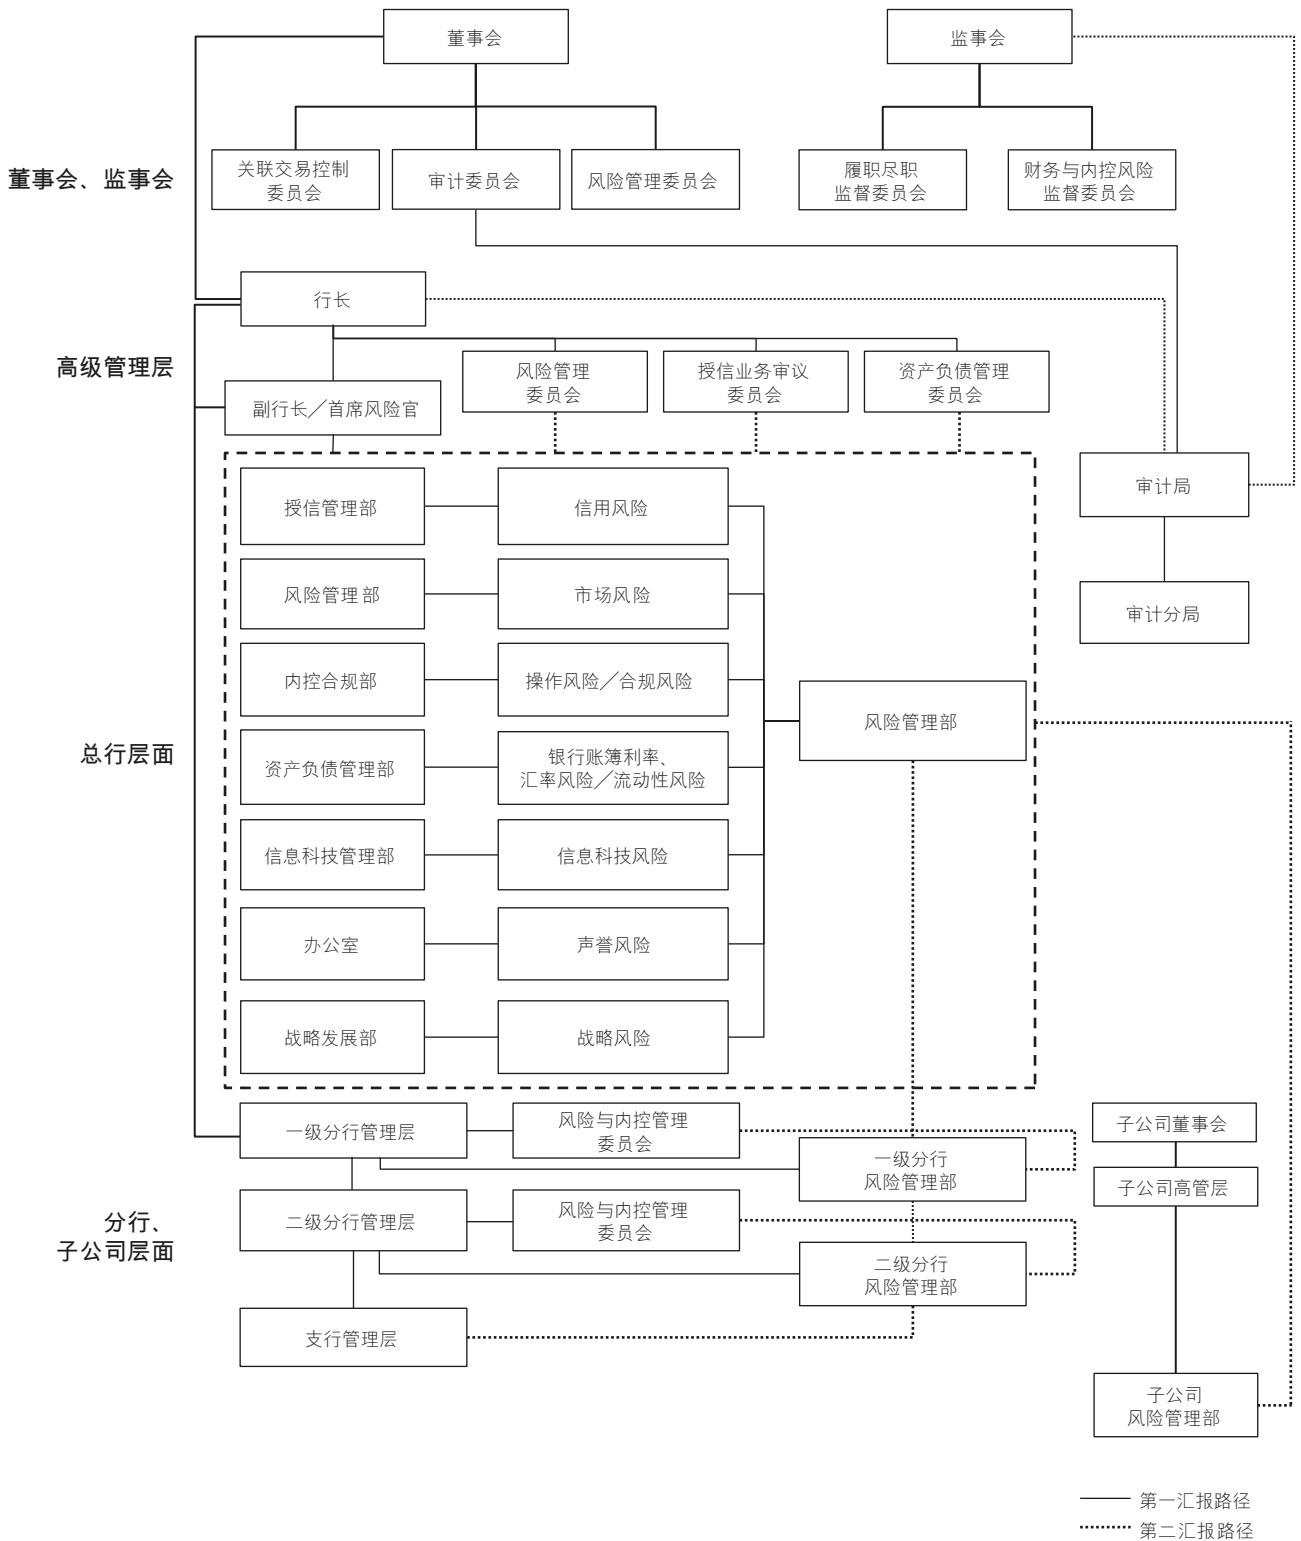 董事会
监事会
董事会、监事会
关联交易控制
委员会
审计委员会
风险管理委员会
履职尽职
监督委员会
财务与内控风险
监督委员会
行长
高级管理层
风险管理
委员会
授信业务审议
委员会
资产负债管理
委员会
副行长／首席风险官
审计局
审计分局
总行层面
授信管理部
信用风险
风险管理部
市场风险
内控合规部
操作风险／合规风险
资产负债管理部
银行账簿利率、
汇率风险／流动性风险
信息科技管理部
信息科技风险
办公室
声誉风险
战略发展部
战略风险
风险管理部
分行、
子公司层面
一级分行管理层
风险与内控管理
委员会
一级分行
风险管理部
二级分行管理层
风险与内控管理
委员会
二级分行
风险管理部
支行管理层
子公司董事会
子公司高管层
子公司
风险管理部
第一汇报路径
第二汇报路径